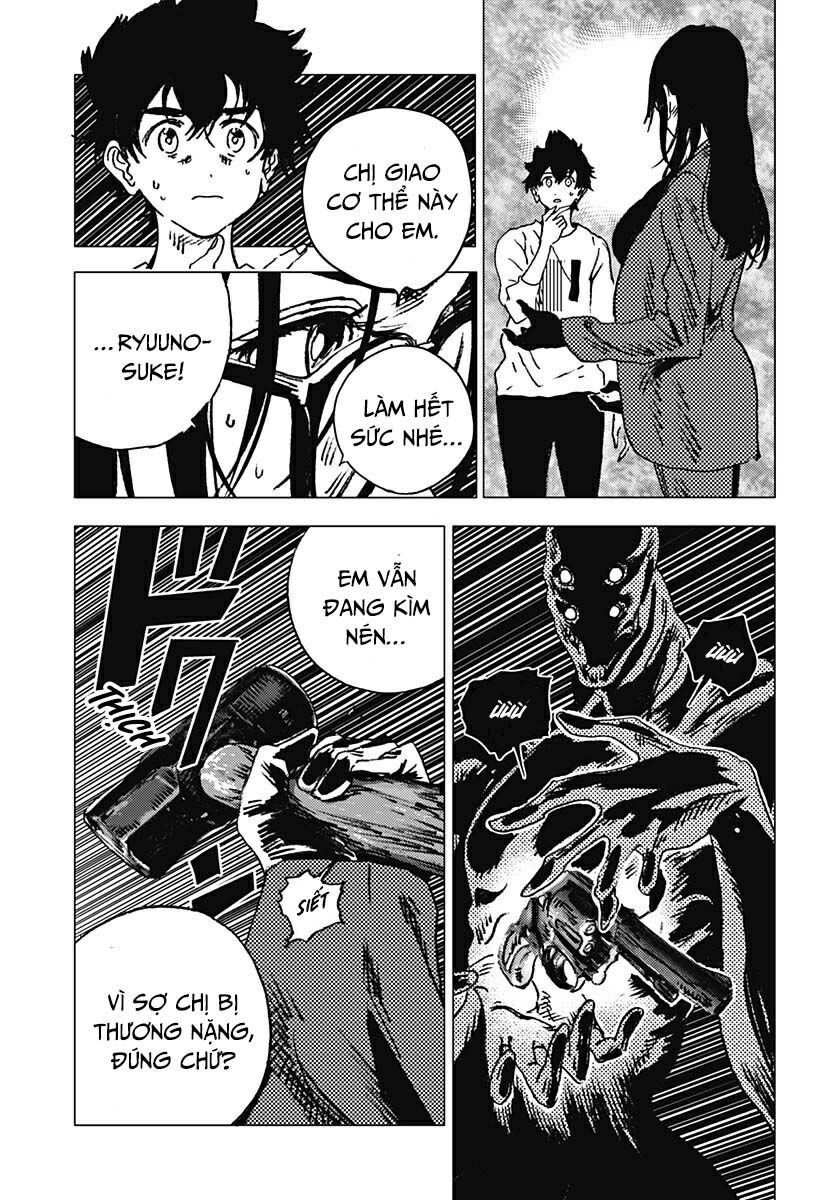 CHỊ GIAO
CƠ THỂ NÀY
CHO EM.
LÀM HẾT
SỨC NHÉ...
...RYUUNO-
SUKE!
ÙÙÙ
ÙÙÙ
EM VẪN
ĐANG KÌM
NÉN...
ドクン
THỊCH
SIẾT
VÌ SỢ CHỊ BỊ
THƯƠNG NẶNG,
ĐÚNG CHỨ?